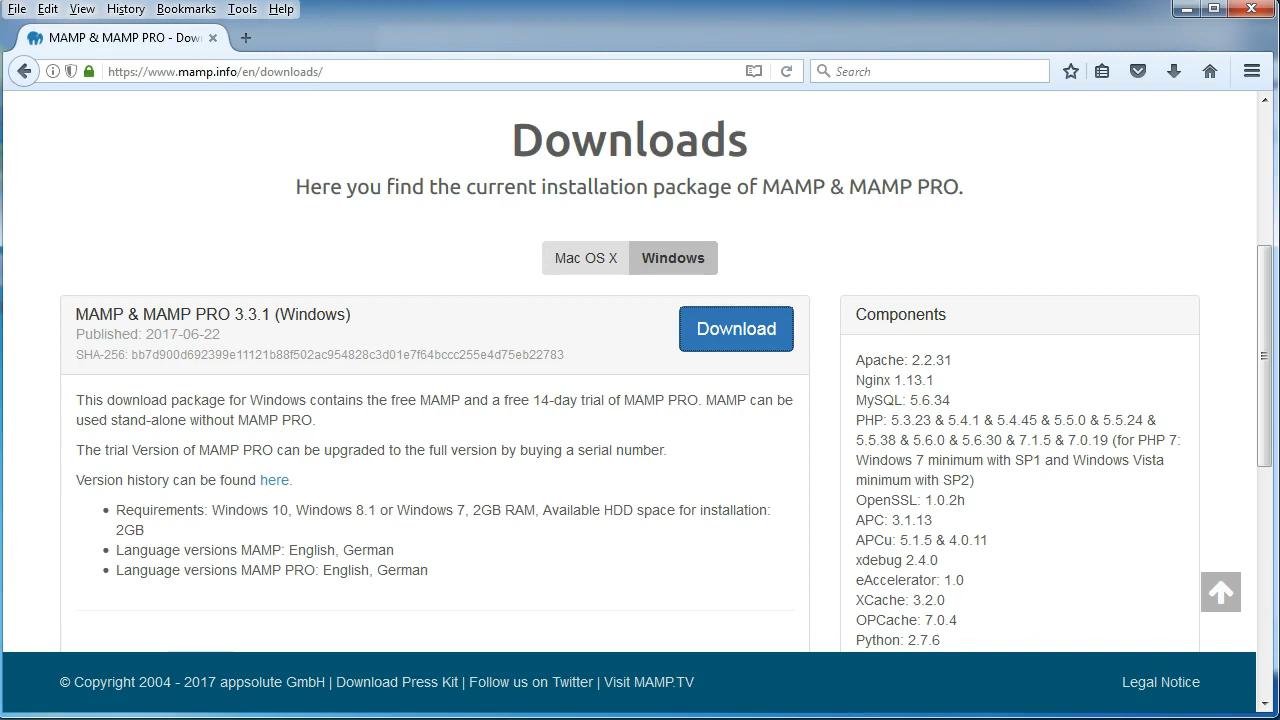 File Edit View History Bookmarks Tools Help
MAMP & MAMP PRO - Dow
https://www.mamp.info/en/downloads/
Search
Downloads
Here you find the current installation package of MAMP & MAMP PRO.
Mac OS X Windows
MAMP & MAMP PRO 3.3.1 (Windows)
Published: 2017-06-22
SHA-256: bb7d900d692399e11121b88f502ac954828c3d01e7f64bccc255e4d75eb22783
Download
This download package for Windows contains the free MAMP and a free 14-day trial of MAMP PRO. MAMP can be
used stand-alone without MAMP PRO.
The trial Version of MAMP PRO can be upgraded to the full version by buying a serial number.
Version history can be found here.
• Requirements: Windows 10, Windows 8.1 or Windows 7, 2GB RAM, Available HDD space for installation:
2GB
• Language versions MAMP: English, German
• Language versions MAMP PRO: English, German
Components
Apache: 2.2.31
Nginx 1.13.1
MySQL: 5.6.34
PHP: 5.3.23 & 5.4.1 & 5.4.45 & 5.5.0 & 5.5.24 &
5.5.38 & 5.6.0 & 5.6.30 & 7.1.5 & 7.0.19 (for PHP 7:
Windows 7 minimum with SP1 and Windows Vista
minimum with SP2)
OpenSSL: 1.0.2h
APC: 3.1.13
APCu: 5.1.5 & 4.0.11
xdebug 2.4.0
eAccelerator: 1.0
XCache: 3.2.0
OPCache: 7.0.4
Python: 2.7.6
© Copyright 2004 - 2017 appsolute GmbH | Download Press Kit | Follow us on Twitter | Visit MAMP.TV
Legal Notice